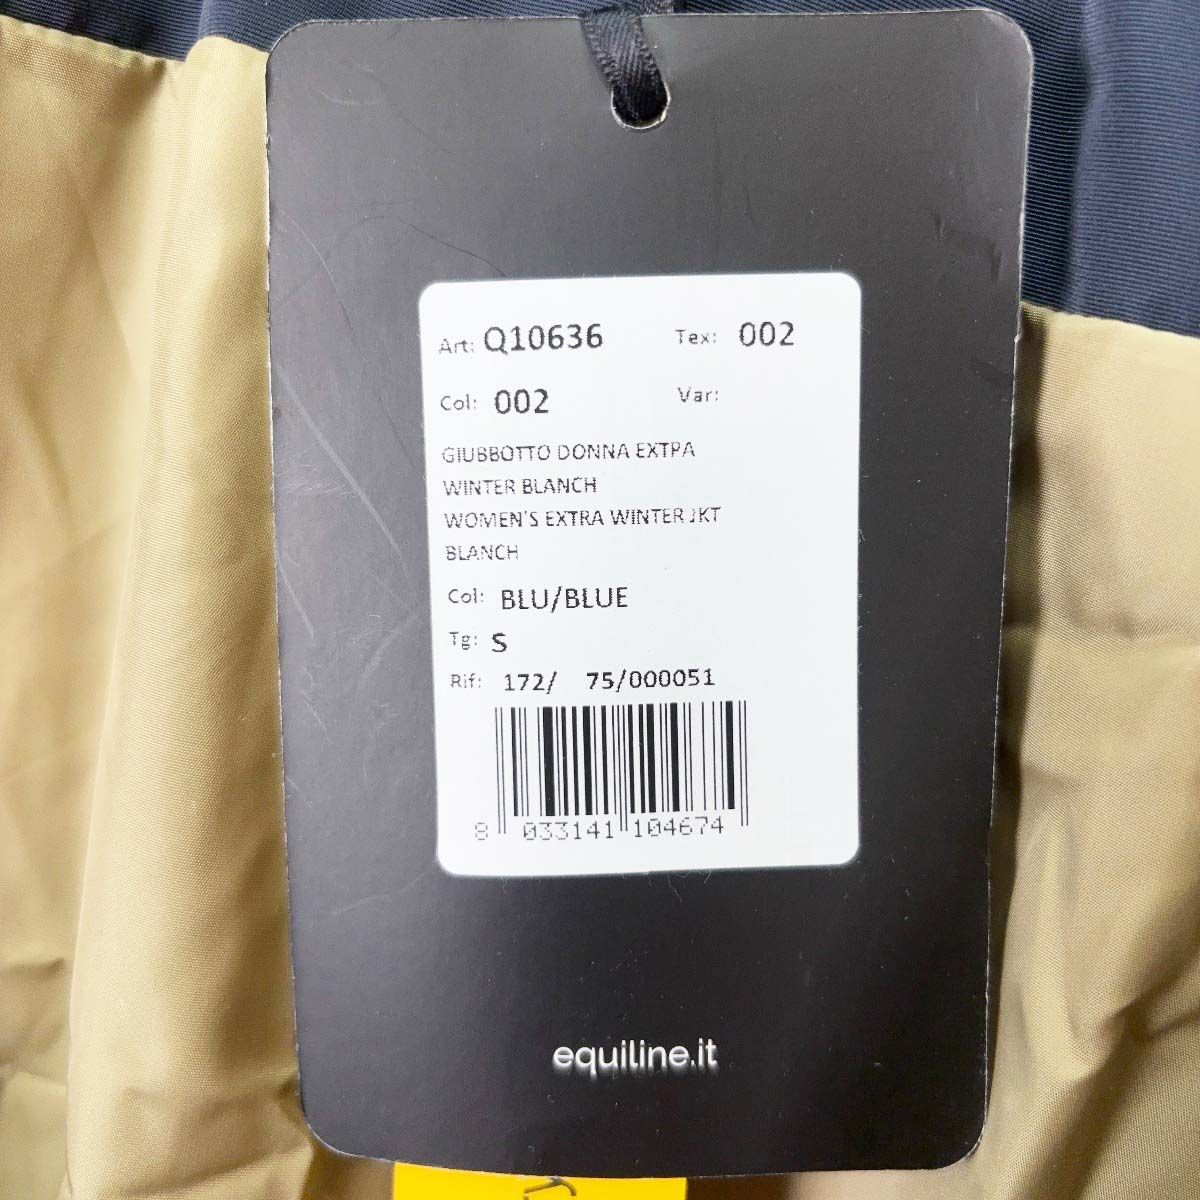 Art: Q10636 Tex: 002
Col: 002 Var:
GIUBBOTTO DONNA EXTRA
WINTER BLANCH
WOMEN'S EXTRA WINTER JKT
BLANCH
Col: BLU/BLUE
Tg: S
Rif: 172/ 75/000051
8 033141 104674
equiline.it